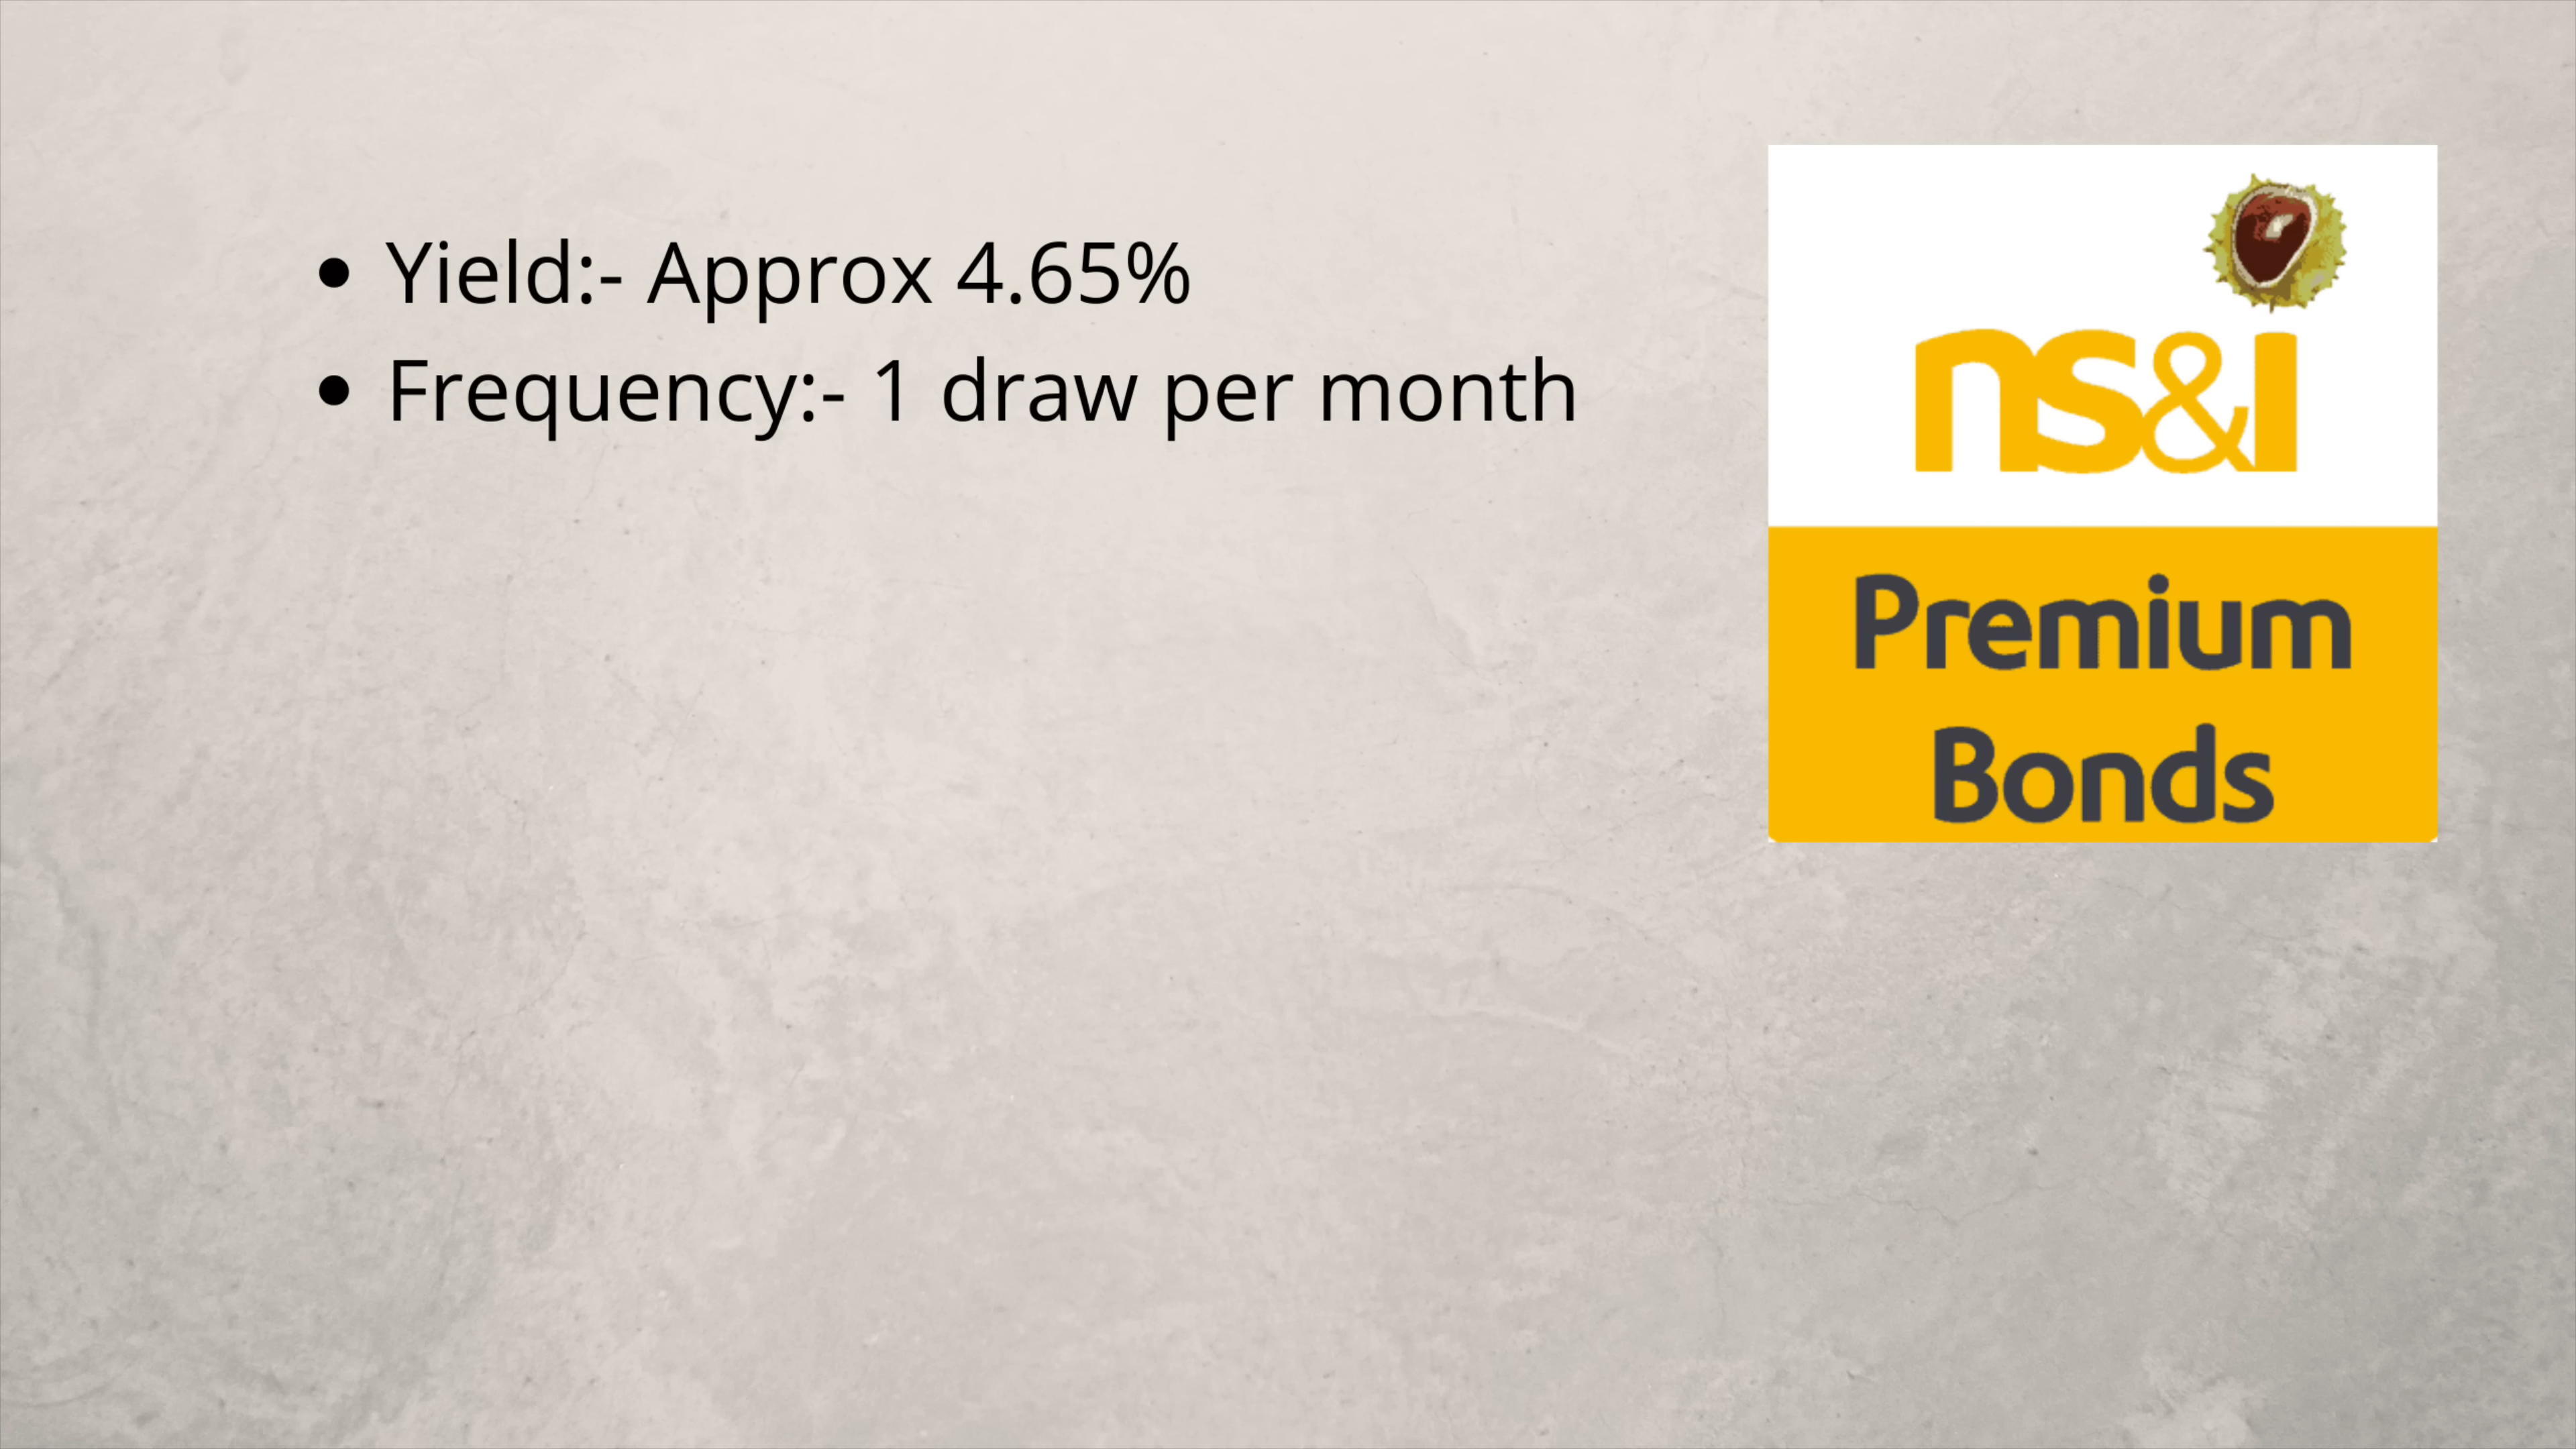 • Yield:- Approx 4.65%
• Frequency:- 1 draw per month
ns&i
Premium
Bonds